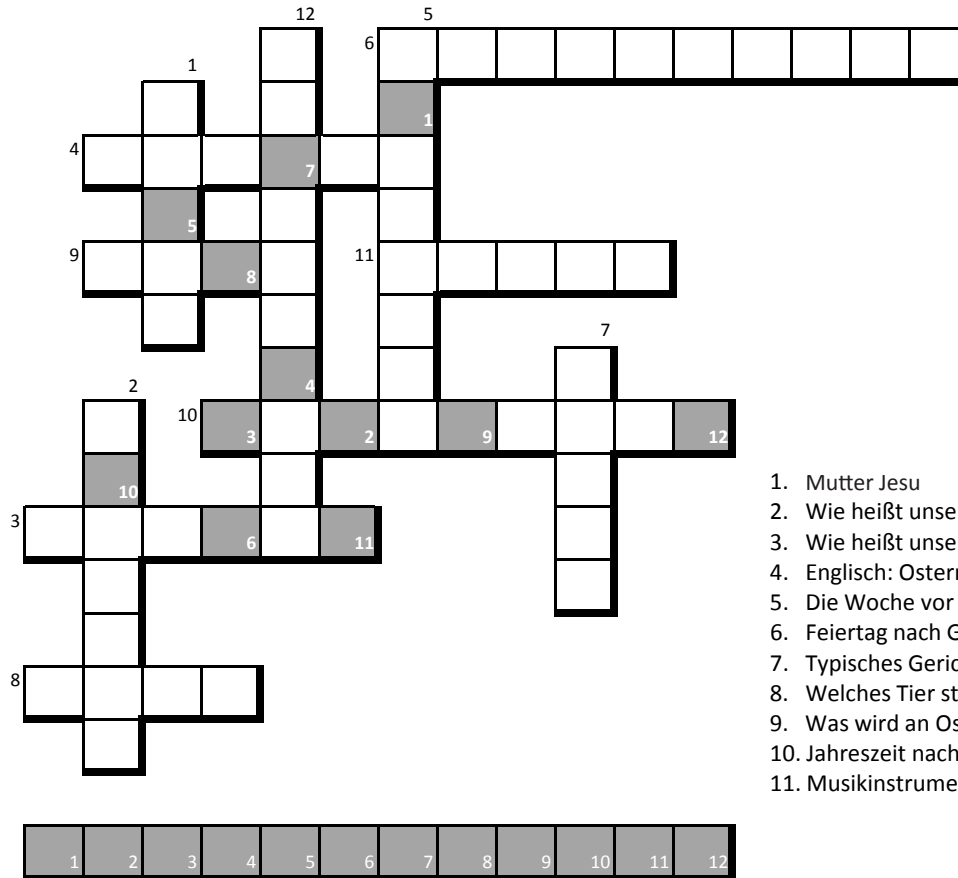 12 5
6
1
1
4 7
5
9 11
8
7
2 4
10 3 2 9 12
10
3 6 11
8
1. Mutter Jesu
2. Wie heißt unse
3. Wie heißt unse
4. Englisch: Ostern
5. Die Woche vor
6. Feiertag nach G
7. Typisches Geric
8. Welches Tier st
9. Was wird an Os
10. Jahreszeit nach
11. Musikinstrume
1 2 3 4 5 6 7 8 9 10 11 12